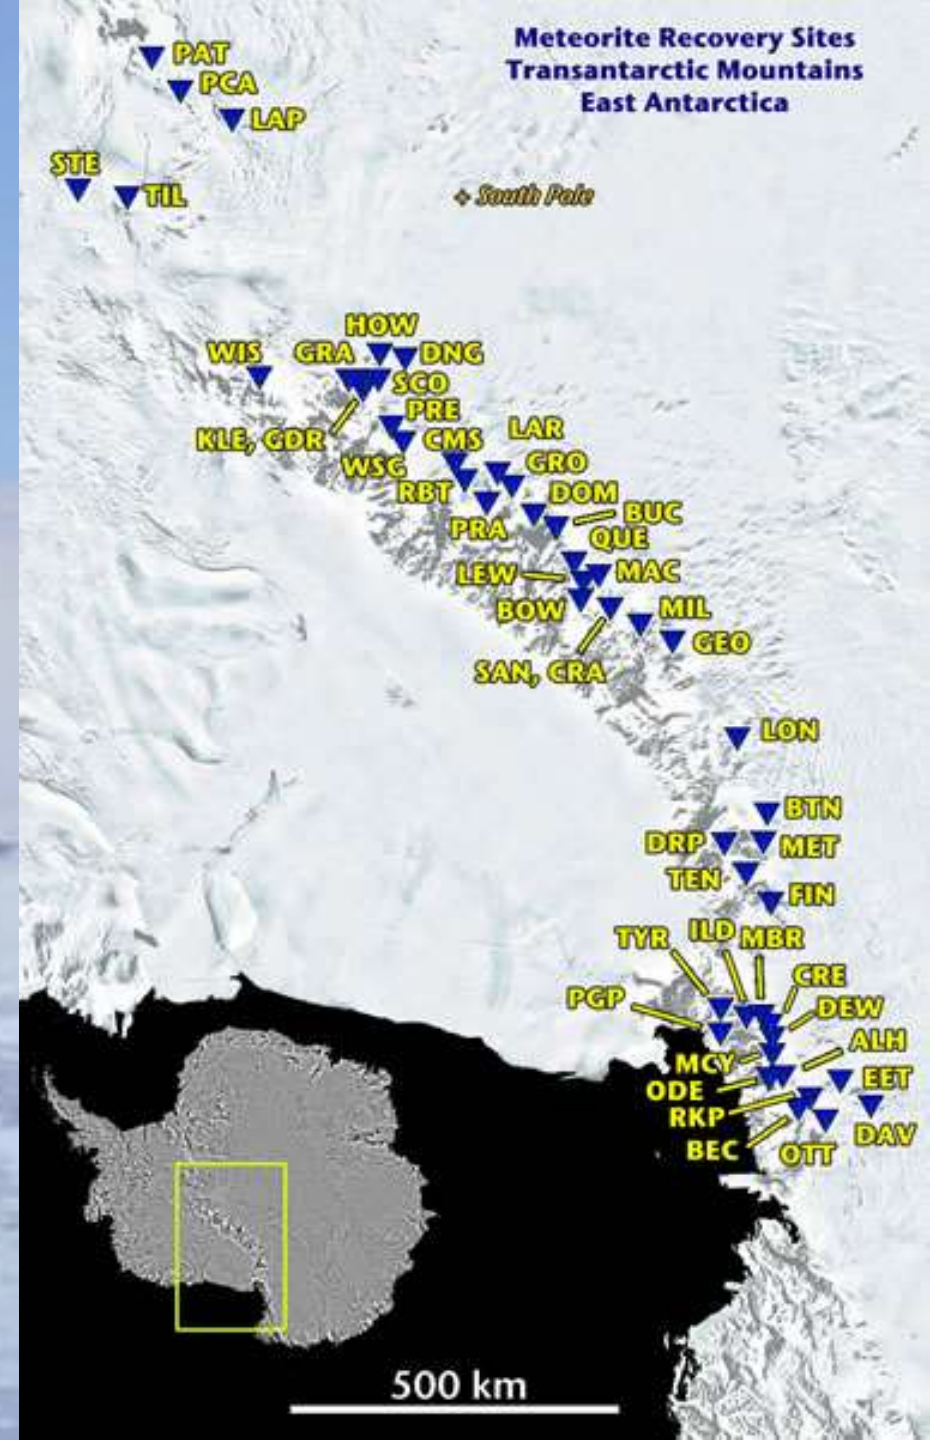 Meteorite Recovery Sites
Transantarctic Mountains
East Antarctica
PAT
PCA
LAP
STE
TIL
South Pole
HOW
WIS
GRA
DNG
SCO
PRE
KLE, GDR
CMS
LAR
WSG
GRO
RBT
DOM
PRA
BUC
QUE
LEW
MAC
BOW
MIL
SAN, CRA
GEO
LON
BTN
DRP
MET
TEN
FIN
TYR
ILD
MBR
CRE
PGP
DEW
ALH
MCY
ODE
EET
RKP
BEC
OTT
DAV
500 km